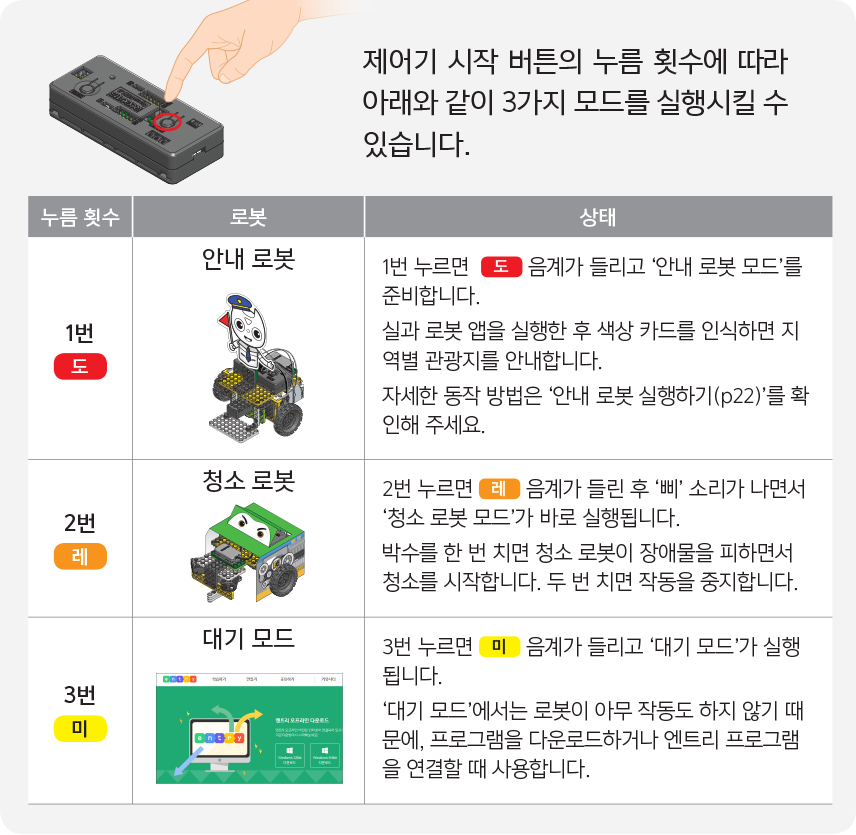 제어기 시작 버튼의 누름 횟수에 따라
아래와 같이 3가지 모드를 실행시킬 수
있습니다.
누름 횟수
로봇
상태
1번
도
안내 로봇
1번 누르면 도 음계가 들리고 ‘안내 로봇 모드’를
준비합니다.
실과 로봇 앱을 실행한 후 색상 카드를 인식하면 지
역별 관광지를 안내합니다.
자세한 동작 방법은 ‘안내 로봇 실행하기(p22)’를 확
인해 주세요.
2번
레
청소 로봇
2번 누르면 레 음계가 들린 후 ‘삐’ 소리가 나면서
‘청소 로봇 모드’가 바로 실행됩니다.
박수를 한 번 치면 청소 로봇이 장애물을 피하면서
청소를 시작합니다. 두 번 치면 작동을 중지합니다.
3번
미
대기 모드
entry
엔트리 오프라인 다운로드
entry
3번 누르면 미 음계가 들리고 ‘대기 모드’가 실행
됩니다.
‘대기 모드’에서는 로봇이 아무 작동도 하지 않기 때
문에, 프로그램을 다운로드하거나 엔트리 프로그램
을 연결할 때 사용합니다.